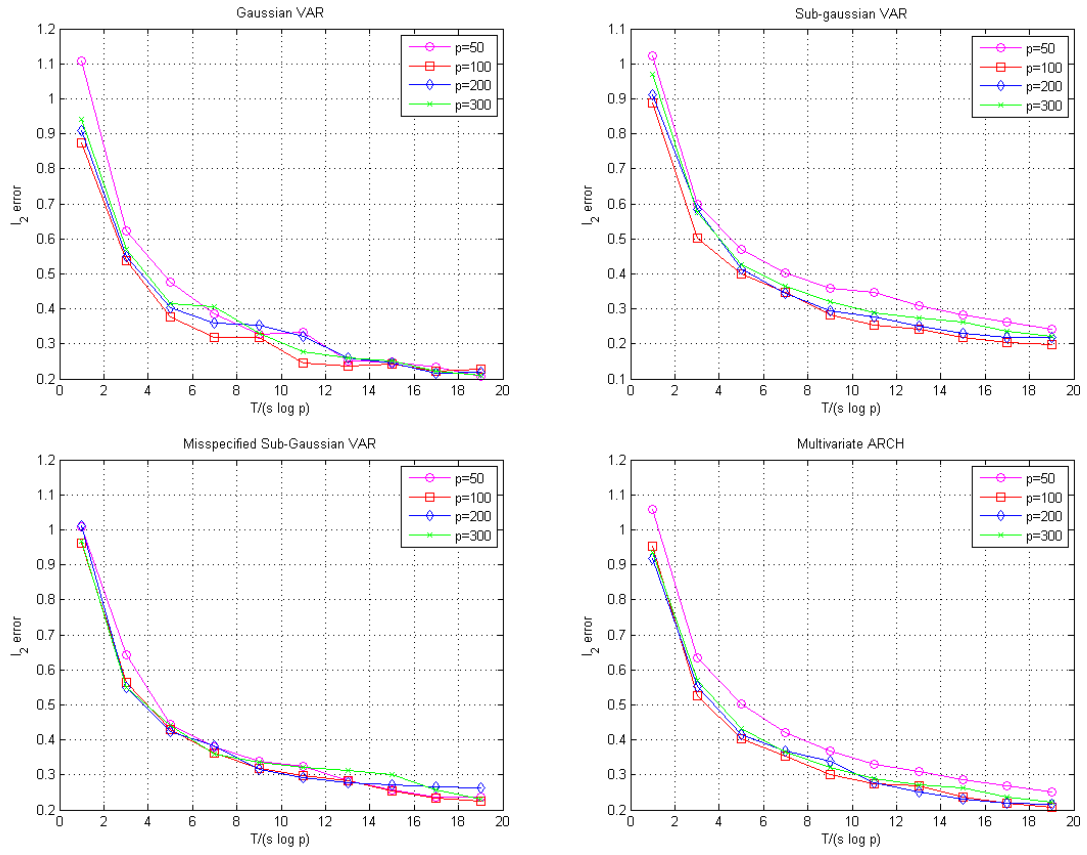 Gaussian VAR
1.2
1.1
1
0.9
0.8
0.7
0.6
0.5
0.4
0.3
0.2
l2 error
0 2 4 6 8 10 12 14 16 18 20
T/(s log p)
p=50
p=100
p=200
p=300
Sub-gaussian VAR
1.1
1
0.9
0.8
0.7
0.6
0.5
0.4
0.3
0.2
0.1
l2 error
0 2 4 6 8 10 12 14 16 18 20
T/(s log p)
p=50
p=100
p=200
p=300
Misspecified Sub-Gaussian VAR
1.2
1.1
1
0.9
0.8
0.7
0.6
0.5
0.4
0.3
0.2
l2 error
0 2 4 6 8 10 12 14 16 18 20
T/(s log p)
p=50
p=100
p=200
p=300
Multivariate ARCH
1.2
1.1
1
0.9
0.8
0.7
0.6
0.5
0.4
0.3
0.2
l2 error
0 2 4 6 8 10 12 14 16 18 20
T/(s log p)
p=50
p=100
p=200
p=300